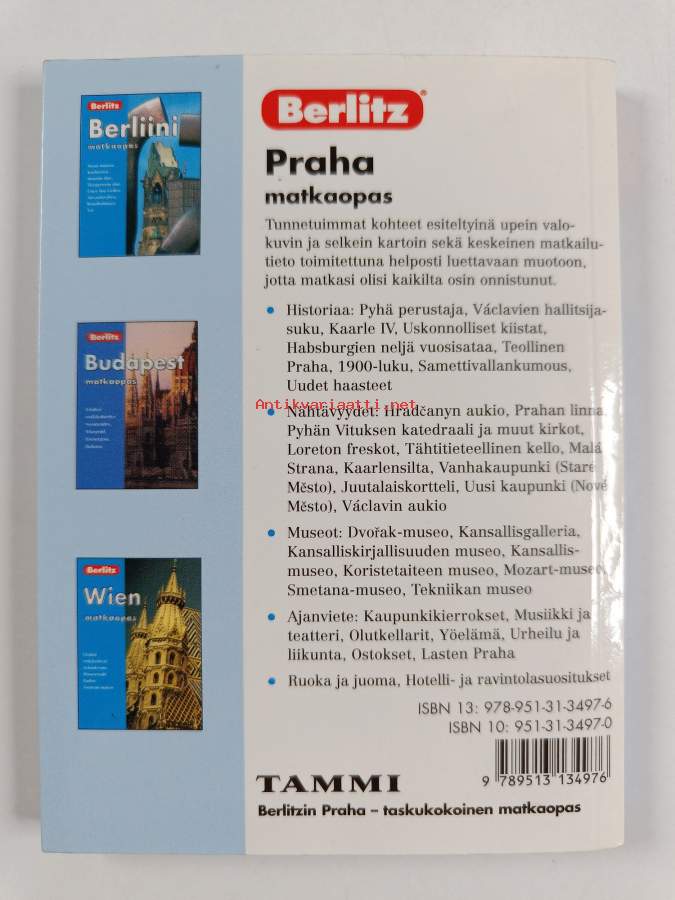 Berlitz
Berliini
matkaopas
Berlitz
Budapest
matkaopas
Berlitz
Wien
matkaopas
Berlitz®
Praha
matkaopas
Tunnetuimmat kohteet esiteltyinä upein valo-
kuvin ja selkein kartoin sekä keskeinen matkailu-
tieto toimitettuna helposti luettavaan muotoon,
jotta matkasi olisi kaikilta osin onnistunut.
• Historiaa: Pyhä perustaja, Václavien hallitsija-
suku, Kaarle IV, Uskonnolliset kiistat,
Habsburgien neljä vuosisataa, Teollinen
Praha, 1900-luku, Samettivallankumous,
Uudet haasteet
Antikvariaatti.net
• Nähtävyydet: Hradčanyn aukio, Prahan linna,
Pyhän Vituksen katedraali ja muut kirkot,
Loreton freskot, Tähtitieteellinen kello, Malá
Strana, Kaarlensilta, Vanhakaupunki (Staré
Město), Juutalaiskortteli, Uusi kaupunki (Nové
Město), Václavin aukio
• Museot: Dvořak-museo, Kansallisgalleria,
Kansalliskirjallisuuden museo, Kansallis-
museo, Koristetaiteen museo, Mozart-museo,
Smetana-museo, Tekniikan museo
• Ajanviete: Kaupunkikierrokset, Musiikki ja
teatteri, Olutkellarit, Yöelämä, Urheilu ja
liikunta, Ostokset, Lasten Praha
• Ruoka ja juoma, Hotelli- ja ravintolasuositukset
ISBN 13: 978-951-31-3497-6
ISBN 10: 951-31-3497-0
9 789513 134976
TAMMI
Berlitzin Praha – taskukokoinen matkaopas